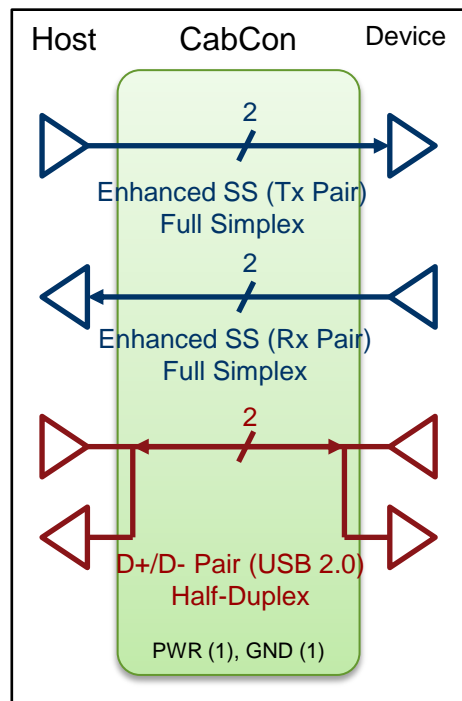 Host CabCon Device
2
Enhanced SS (Tx Pair)
Full Simplex
2
Enhanced SS (Rx Pair)
Full Simplex
2
D+/D- Pair (USB 2.0)
Half-Duplex
PWR (1), GND (1)